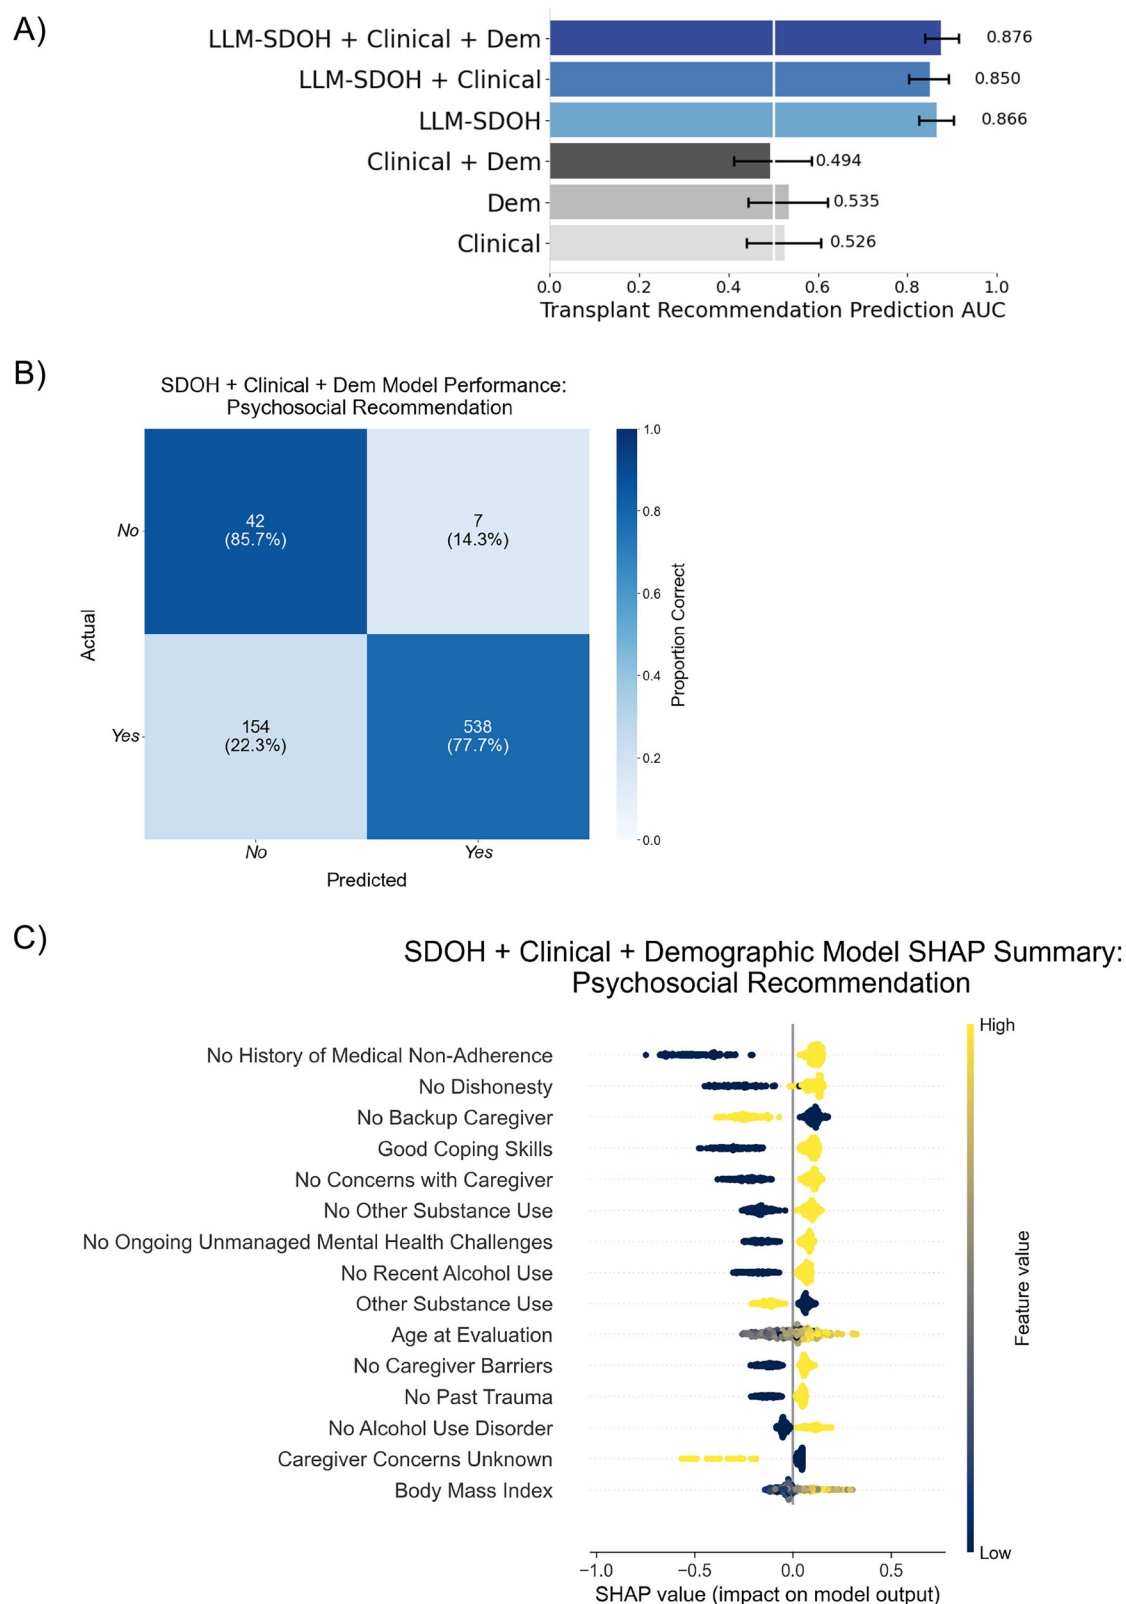 A)
LLM-SDOH + Clinical + Dem
0.876
LLM-SDOH + Clinical
0.850
LLM-SDOH
0.866
Clinical + Dem
0.494
Dem
0.535
Clinical
0.526
0.0 0.2 0.4 0.6 0.8 1.0
Transplant Recommendation Prediction AUC
B)
SDOH + Clinical + Dem Model Performance:
Psychosocial Recommendation
Actual
No
42
(85.7%)
7
(14.3%)
Yes
154
(22.3%)
538
(77.7%)
No Yes
Predicted
1.0
0.8
0.6
0.4
0.2
0.0
Proportion Correct
C)
SDOH + Clinical + Demographic Model SHAP Summary:
Psychosocial Recommendation
No History of Medical Non-Adherence
No Dishonesty
No Backup Caregiver
Good Coping Skills
No Concerns with Caregiver
No Other Substance Use
No Ongoing Unmanaged Mental Health Challenges
No Recent Alcohol Use
Other Substance Use
Age at Evaluation
No Caregiver Barriers
No Past Trauma
No Alcohol Use Disorder
Caregiver Concerns Unknown
Body Mass Index
−1.0 −0.5 0.0 0.5
SHAP value (impact on model output)
High
Feature value
Low